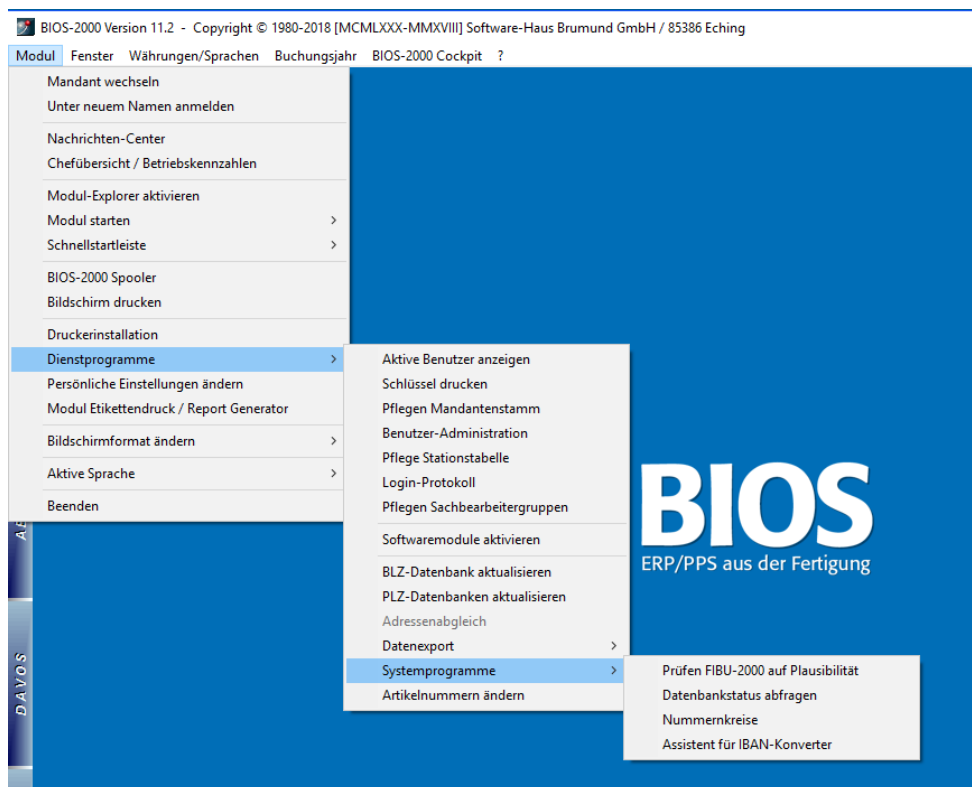 BIOS-2000 Version 11.2 - Copyright © 1980-2018 [MCMLXXX-MMXVIII] Software-Haus Brumund GmbH / 85386 Eching
Modul Fenster Währungen/Sprachen Buchungsjahr BIOS-2000 Cockpit ?
Mandant wechseln
Unter neuem Namen anmelden
Nachrichten-Center
Chefübersicht / Betriebskennzahlen
Modul-Explorer aktivieren
Modul starten
Schnellstartleiste
BIOS-2000 Spooler
Bildschirm drucken
Druckerinstallation
Dienstprogramme
Persönliche Einstellungen ändern
Modul Etikettendruck / Report Generator
Bildschirmformat ändern
Aktive Sprache
Beenden
Aktive Benutzer anzeigen
Schlüssel drucken
Pflegen Mandantenstamm
Benutzer-Administration
Pflege Stationstabelle
Login-Protokoll
Pflegen Sachbearbeitergruppen
Softwaremodule aktivieren
BLZ-Datenbank aktualisieren
PLZ-Datenbanken aktualisieren
Adressenabgleich
Datenexport
Systemprogramme
Artikelnummern ändern
Prüfen FIBU-2000 auf Plausibilität
Datenbankstatus abfragen
Nummernkreise
Assistent für IBAN-Konverter
BIOS
ERP/PPS aus der Fertigung
DAVOS